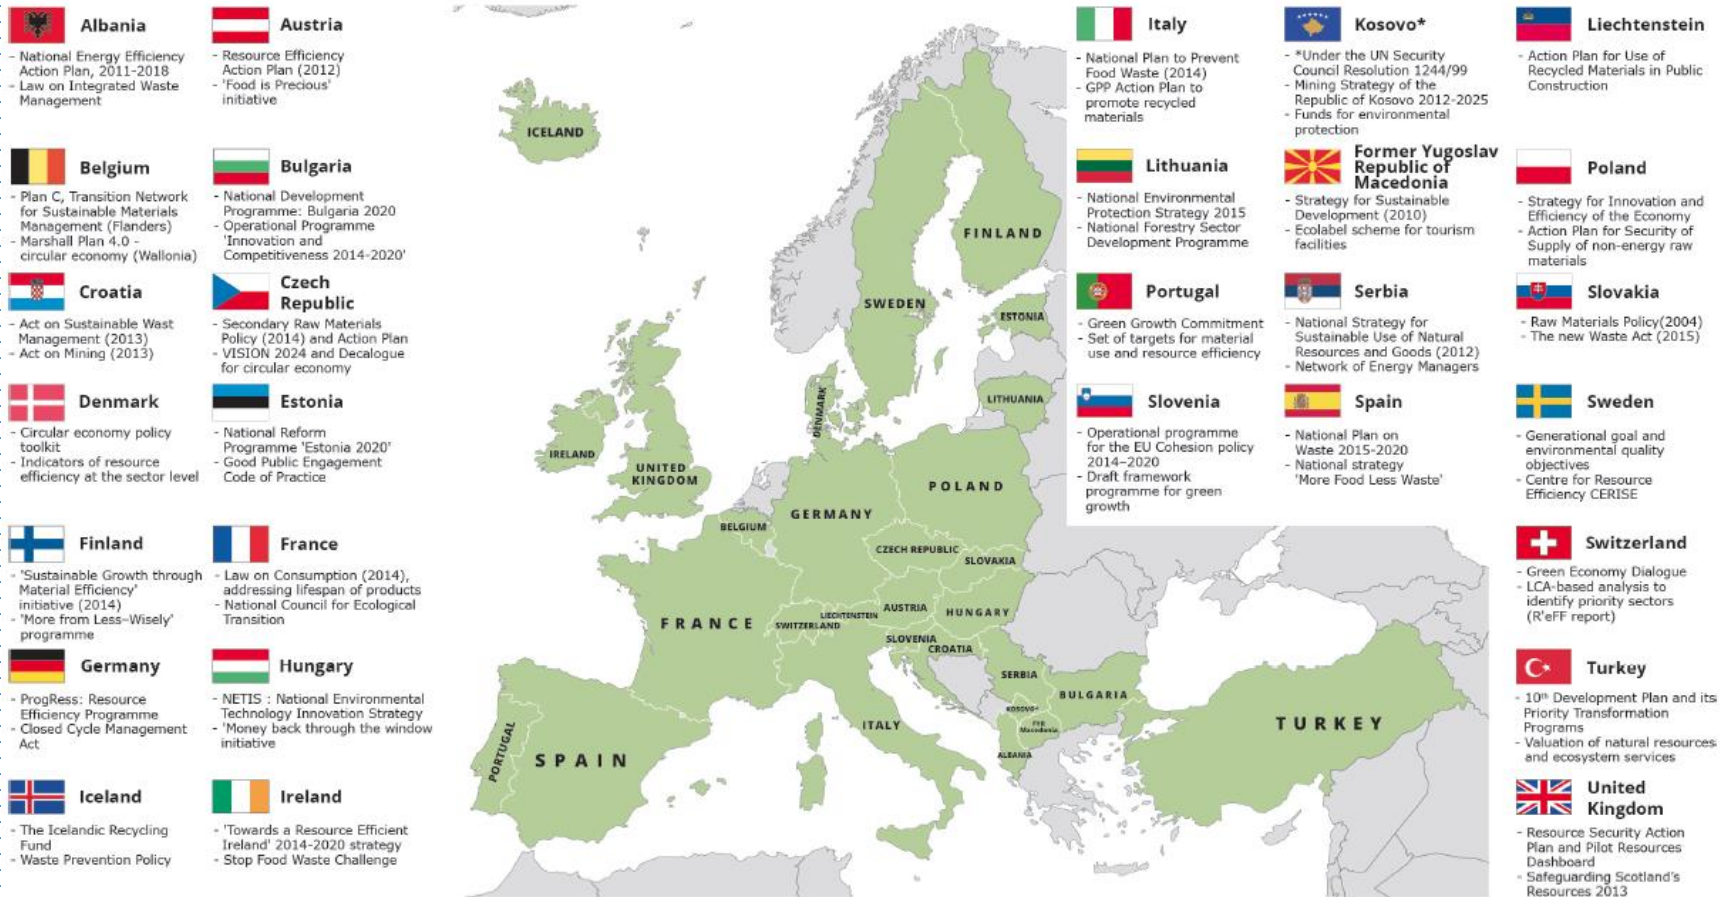 Albania
- National Energy Efficiency
Action Plan, 2011-2018
- Law on Integrated Waste
Management
Austria
- Resource Efficiency
Action Plan (2012)
- 'Food is Precious'
initiative
Belgium
- Plan C, Transition Network
for Sustainable Materials
Management (Flanders)
- Marshall Plan 4.0 -
circular economy (Wallonia)
Bulgaria
- National Development
Programme: Bulgaria 2020
- Operational Programme
'Innovation and
Competitiveness 2014-2020'
Croatia
- Act on Sustainable Wast
Management (2013)
- Act on Mining (2013)
Czech
Republic
- Secondary Raw Materials
Policy (2014) and Action Plan
- VISION 2024 and Decalogue
for circular economy
Denmark
- Circular economy policy
toolkit
- Indicators of resource
efficiency at the sector level
Estonia
- National Reform
Programme 'Estonia 2020'
- Good Public Engagement
Code of Practice
Finland
- 'Sustainable Growth through
Material Efficiency'
initiative (2014)
- 'More from Less–Wisely'
programme
France
- Law on Consumption (2014),
addressing lifespan of products
- National Council for Ecological
Transition
Germany
- ProgRess: Resource
Efficiency Programme
- Closed Cycle Management
Act
Hungary
- NETIS : National Environmental
Technology Innovation Strategy
- 'Money back through the window
initiative
Iceland
- The Icelandic Recycling
Fund
- Waste Prevention Policy
Ireland
- 'Towards a Resource Efficient
Ireland' 2014-2020 strategy
- Stop Food Waste Challenge
ICELAND
FINLAND
SWEDEN
ESTONIA
LITHUANIA
DENMARK
IRELAND
UNITED
KINGDOM
POLAND
GERMANY
BELGIUM
CZECH REPUBLIC
SLOVAKIA
AUSTRIA
HUNGARY
LIECHTENSTEIN
SWITZERLAND
FRANCE
SLOVENIA
CROATIA
SERBIA
BULGARIA
KOSOVO*
FYR
Macedonia
ALBANIA
ITALY
PORTUGAL
SPAIN
TURKEY
Italy
- National Plan to Prevent
Food Waste (2014)
- GPP Action Plan to
promote recycled
materials
Kosovo*
- *Under the UN Security
Council Resolution 1244/99
- Mining Strategy of the
Republic of Kosovo 2012-2025
- Funds for environmental
protection
Liechtenstein
- Action Plan for Use of
Recycled Materials in Public
Construction
Lithuania
- National Environmental
Protection Strategy 2015
- National Forestry Sector
Development Programme
Former Yugoslav
Republic of
Macedonia
- Strategy for Sustainable
Development (2010)
- Ecolabel scheme for tourism
facilities
Poland
- Strategy for Innovation and
Efficiency of the Economy
- Action Plan for Security of
Supply of non-energy raw
materials
Portugal
- Green Growth Commitment
- Set of targets for material
use and resource efficiency
Serbia
- National Strategy for
Sustainable Use of Natural
Resources and Goods (2012)
- Network of Energy Managers
Slovakia
- Raw Materials Policy(2004)
- The new Waste Act (2015)
Slovenia
- Operational programme
for the EU Cohesion policy
2014–2020
- Draft framework
programme for green
growth
Spain
- National Plan on
Waste 2015-2020
- National strategy
'More Food Less Waste'
Sweden
- Generational goal and
environmental quality
objectives
- Centre for Resource
Efficiency CERISE
Switzerland
- Green Economy Dialogue
- LCA-based analysis to
identify priority sectors
(R'eFF report)
Turkey
- 10th Development Plan and its
Priority Transformation
Programs
- Valuation of natural resources
and ecosystem services
United
Kingdom
- Resource Security Action
Plan and Pilot Resources
Dashboard
- Safeguarding Scotland's
Resources 2013